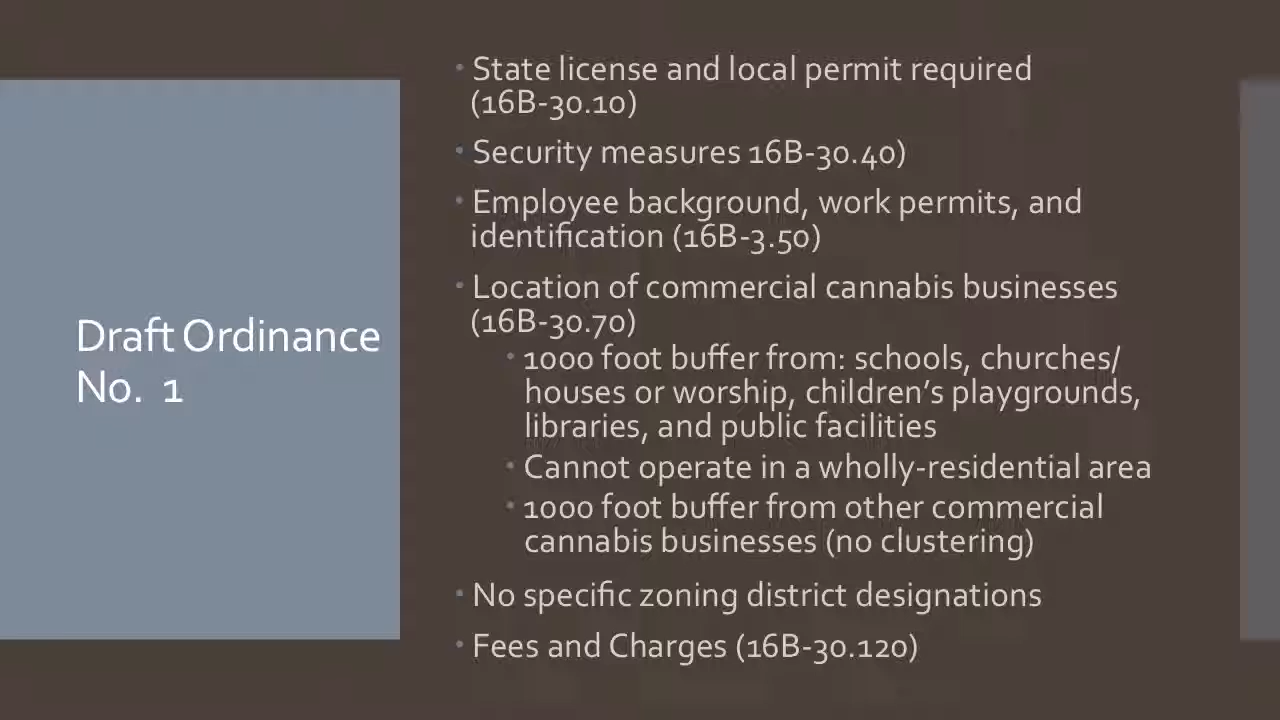 Draft Ordinance
No. 1
State license and local permit required
(16B-30.10)
Security measures 16B-30.40)
Employee background, work permits, and
identification (16B-3.50)
Location of commercial cannabis businesses
(16B-30.70)
1000 foot buffer from: schools, churches/
houses or worship, children's playgrounds,
libraries, and public facilities
Cannot operate in a wholly-residential area
1000 foot buffer from other commercial
cannabis businesses (no clustering)
No specific zoning district designations
Fees and Charges (16B-30.120)